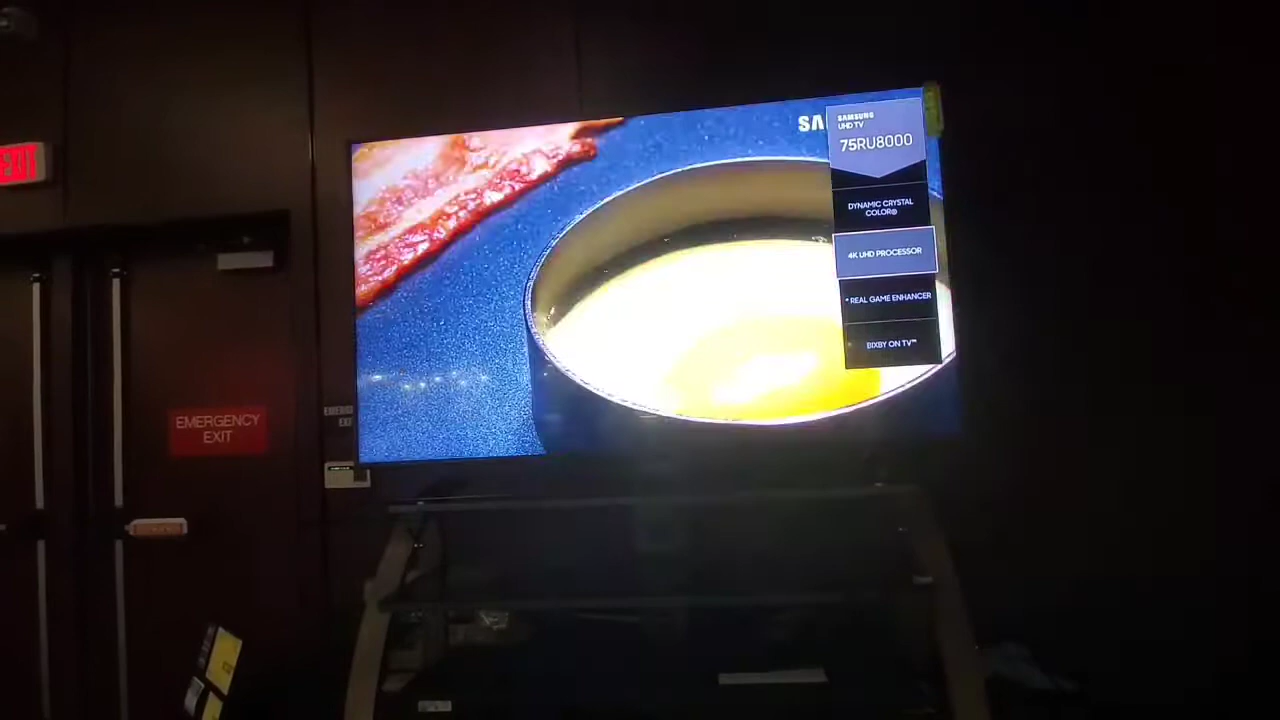 EXIT
EMERGENCY
EXIT
SA
SAMSUNG
UHD TV
75RU8000
DYNAMIC CRYSTAL
COLOR®
4K UHD PROCESSOR
* REAL GAME ENHANCER
BIXBY ON TV™